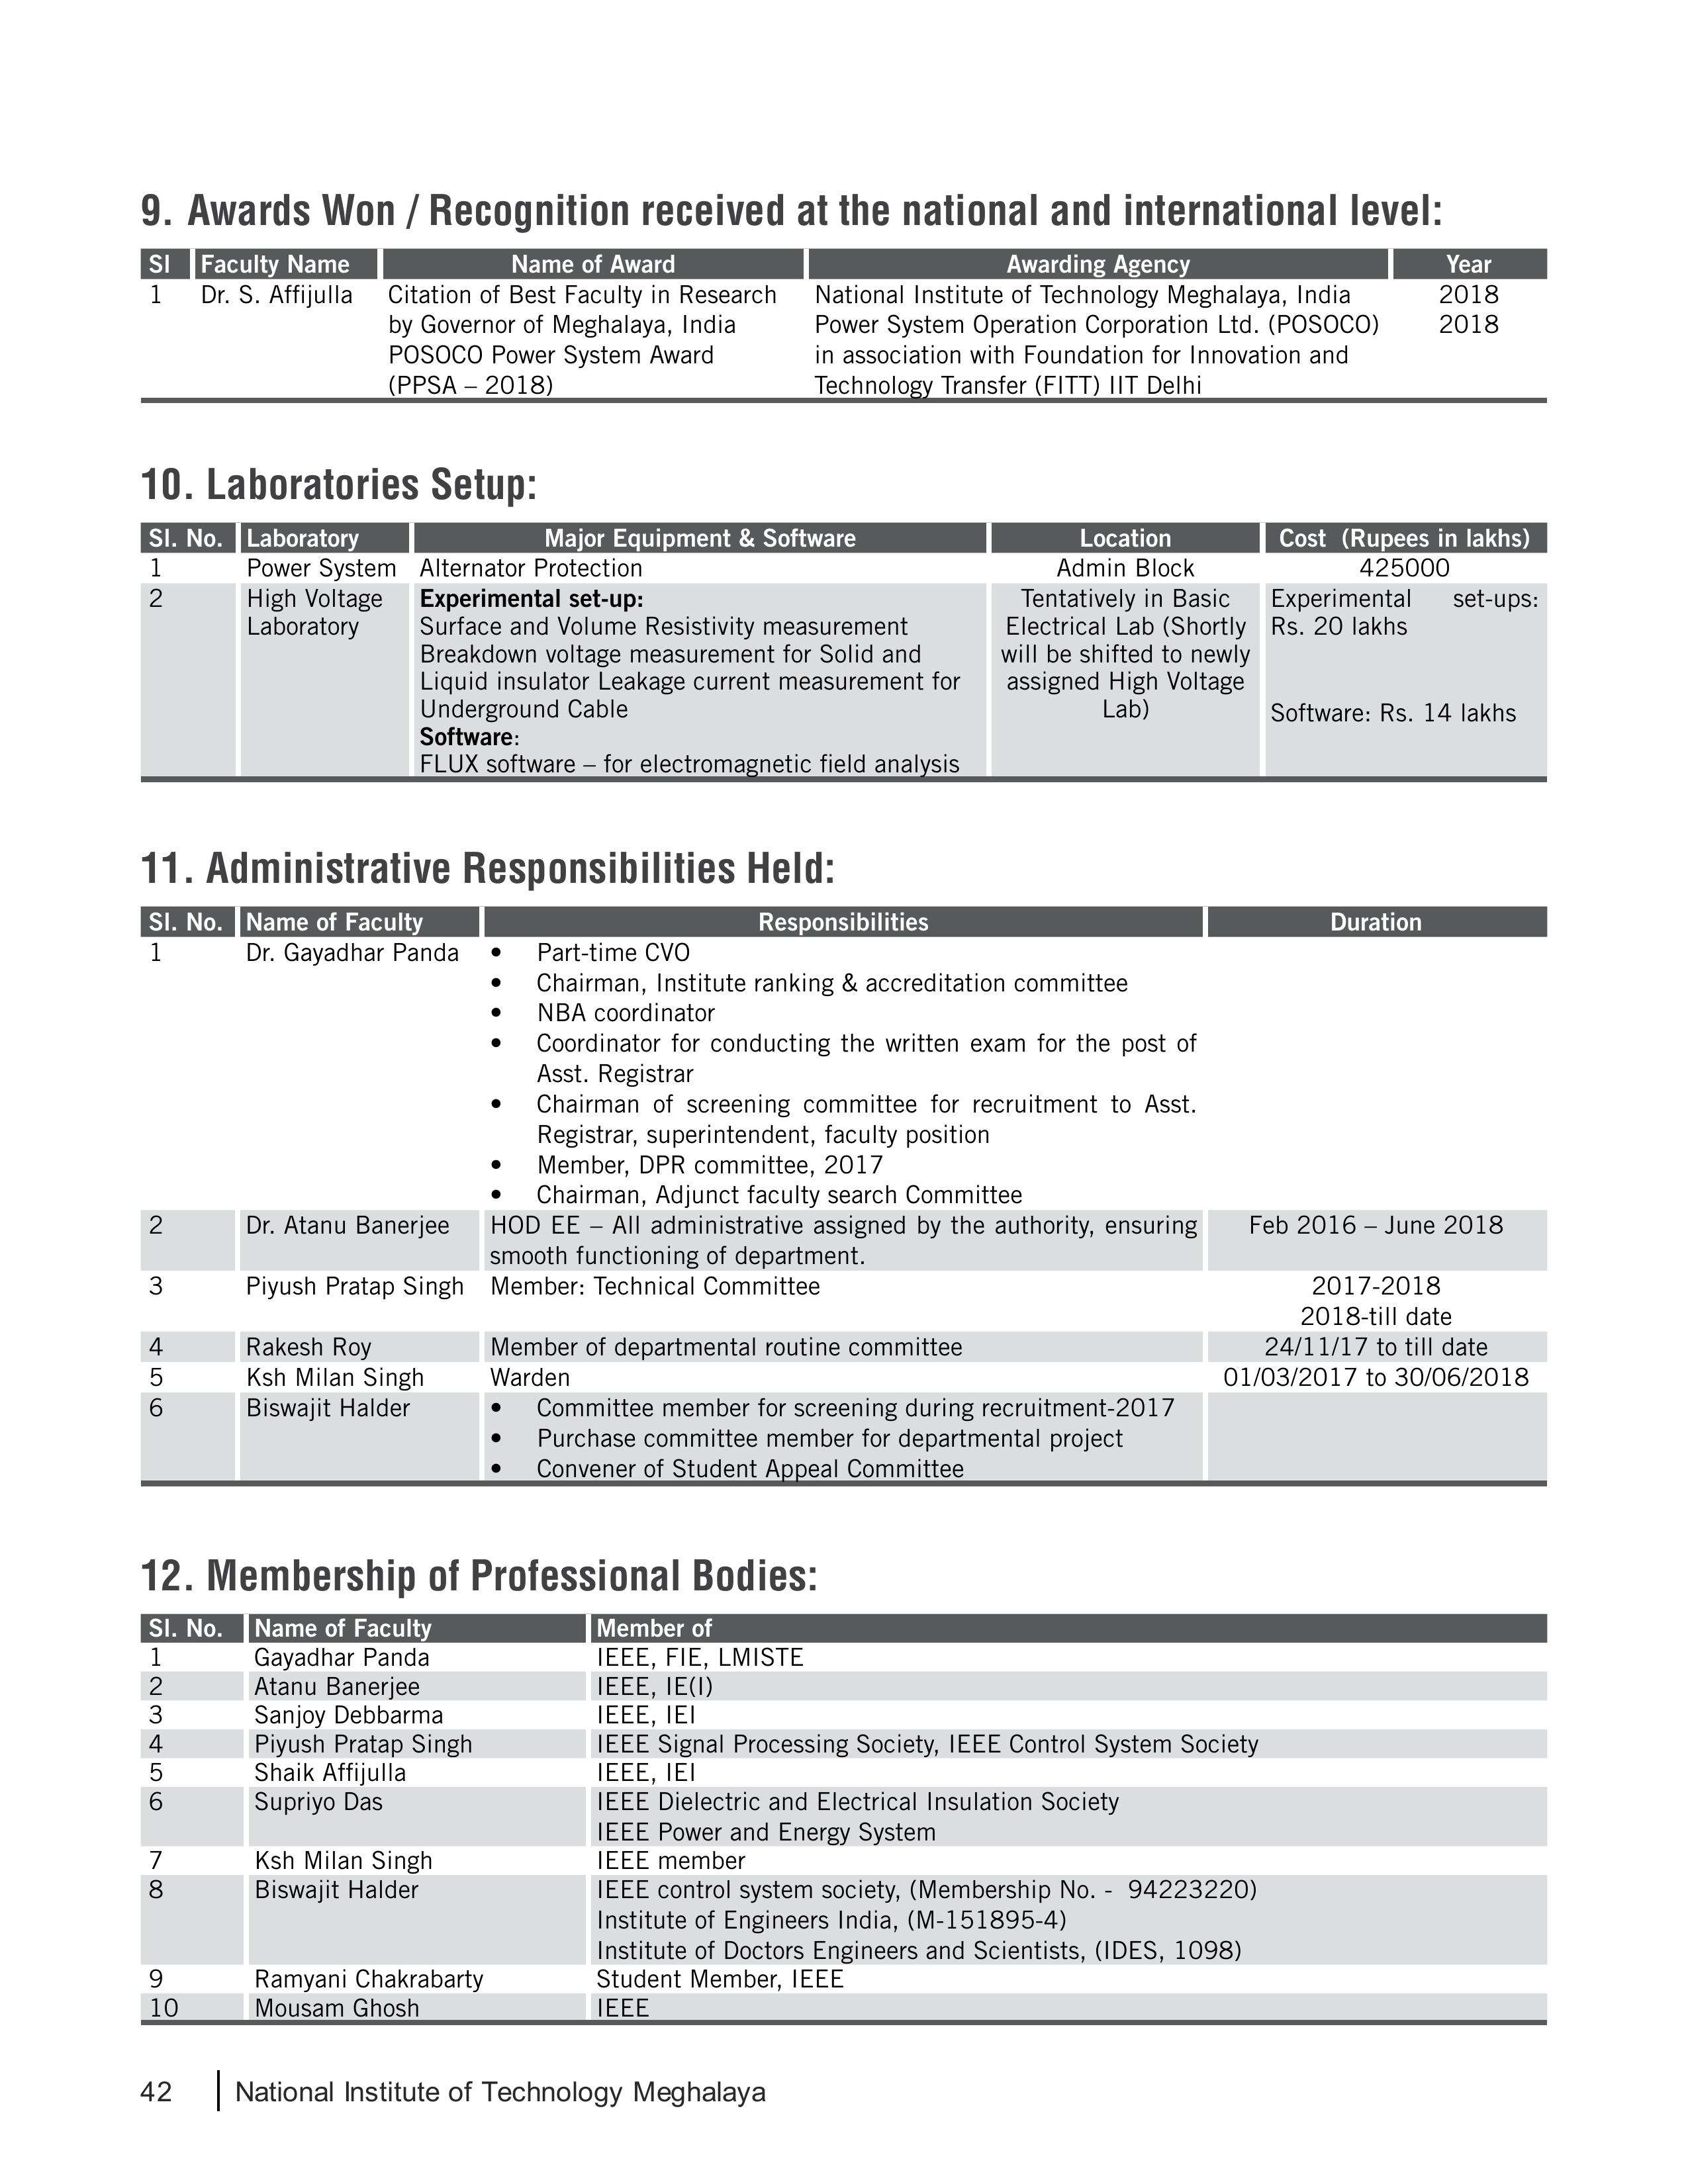 9. Awards Won / Recognition received at the national and international level:
Sl Faculty Name Name of Award Awarding Agency Year
1 Dr. S. Affijulla Citation of Best Faculty in Research National Institute of Technology Meghalaya, India 2018
by Governor of Meghalaya, India Power System Operation Corporation Ltd. (POSOCO) 2018
POSOCO Power System Award in association with Foundation for Innovation and
(PPSA – 2018) Technology Transfer (FITT) IIT Delhi
10. Laboratories Setup:
Sl. No. Laboratory Major Equipment & Software Location Cost (Rupees in lakhs)
1 Power System Alternator Protection Admin Block 425000
2 High Voltage Experimental set-up: Tentatively in Basic Experimental set-ups:
Laboratory Surface and Volume Resistivity measurement Electrical Lab (Shortly Rs. 20 lakhs
Breakdown voltage measurement for Solid and will be shifted to newly
Liquid insulator Leakage current measurement for assigned High Voltage
Underground Cable Lab) Software: Rs. 14 lakhs
Software:
FLUX software – for electromagnetic field analysis
11. Administrative Responsibilities Held:
Sl. No. Name of Faculty Responsibilities Duration
1 Dr. Gayadhar Panda • Part-time CVO
• Chairman, Institute ranking & accreditation committee
• NBA coordinator
• Coordinator for conducting the written exam for the post of
Asst. Registrar
• Chairman of screening committee for recruitment to Asst.
Registrar, superintendent, faculty position
• Member, DPR committee, 2017
• Chairman, Adjunct faculty search Committee
2 Dr. Atanu Banerjee HOD EE – All administrative assigned by the authority, ensuring Feb 2016 – June 2018
smooth functioning of department.
3 Piyush Pratap Singh Member: Technical Committee 2017-2018
2018-till date
4 Rakesh Roy Member of departmental routine committee 24/11/17 to till date
5 Ksh Milan Singh Warden 01/03/2017 to 30/06/2018
6 Biswajit Halder • Committee member for screening during recruitment-2017
• Purchase committee member for departmental project
• Convener of Student Appeal Committee
12. Membership of Professional Bodies:
Sl. No. Name of Faculty Member of
1 Gayadhar Panda IEEE, FIE, LMISTE
2 Atanu Banerjee IEEE, IE(I)
3 Sanjoy Debbarma IEEE, IEI
4 Piyush Pratap Singh IEEE Signal Processing Society, IEEE Control System Society
5 Shaik Affijulla IEEE, IEI
6 Supriyo Das IEEE Dielectric and Electrical Insulation Society
IEEE Power and Energy System
7 Ksh Milan Singh IEEE member
8 Biswajit Halder IEEE control system society, (Membership No. - 94223220)
Institute of Engineers India, (M-151895-4)
Institute of Doctors Engineers and Scientists, (IDES, 1098)
9 Ramyani Chakrabarty Student Member, IEEE
10 Mousam Ghosh IEEE
42 National Institute of Technology Meghalaya